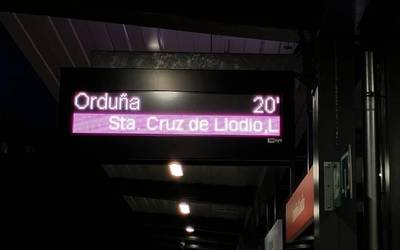 Orduña 20'
Sta. Cruz de Llodio,L